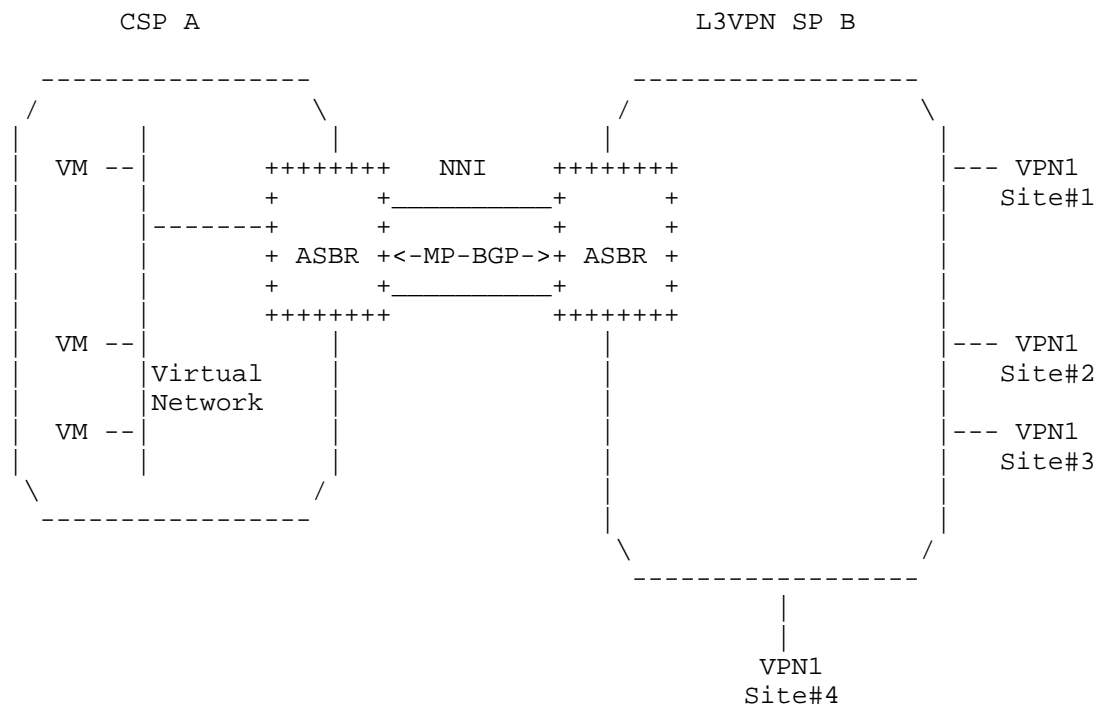 CSP A L3VPN SP B
VM -- --- VPN1
NNI
Site#1
ASBR <-MP-BGP-> ASBR
VM -- --- VPN1
Virtual Site#2
Network
VM -- --- VPN1
Site#3
VPN1
Site#4